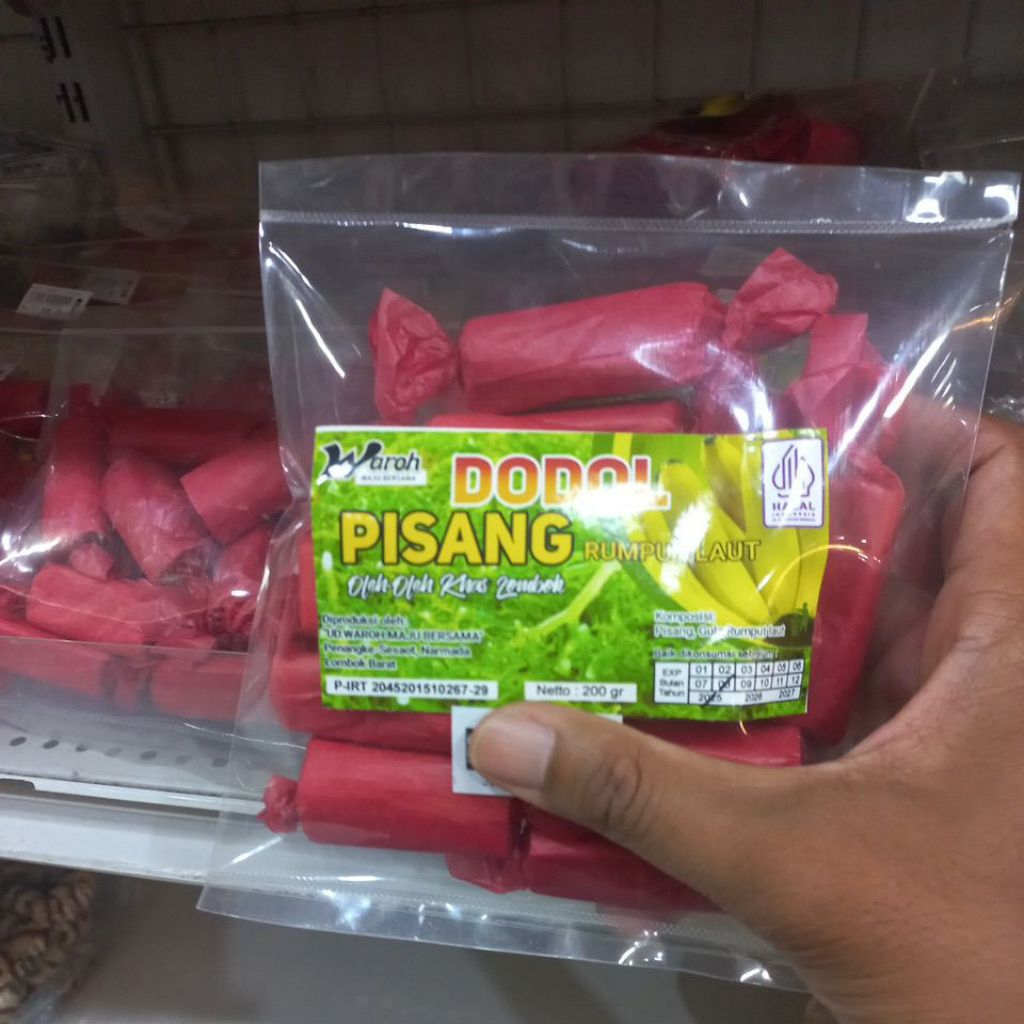 Waroh
MAJU BERSAMA
DODOL
PISANG
RUMPUT LAUT
Oleh-Oleh Khas Lombok
HALAL
INDONESIA
Diproduksi oleh:
"UD.WAROH MAJU BERSAMA"
Penangke-Sesaot, Narmada
Lombok Barat
P-IRT 2045201510267-29
Netto : 200 gr
Komposisi:
Pisang, Gula Rumput laut
Baik dikonsumsi
EXP 01 02 03 04 05 06
Bulan 07 08 09 10 11 12
Tahun 2025 2026 2027